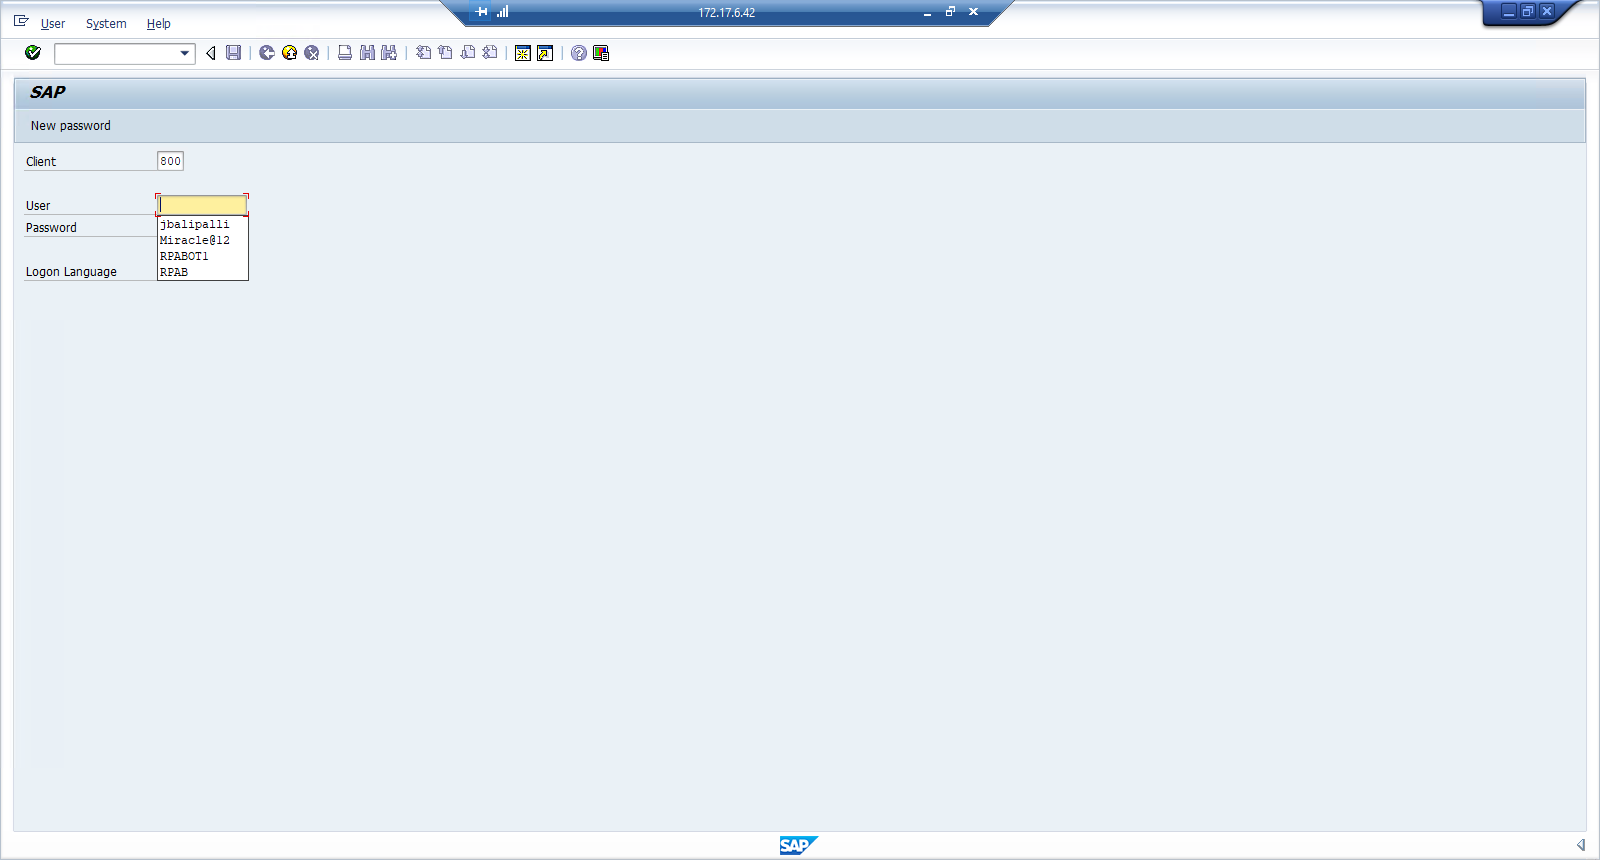 172.17.6.42
User System Help
SAP
New password
Client 800
User
Password
jbalipalli
Miracle@12
RPABOT1
RPAB
Logon Language
SAP